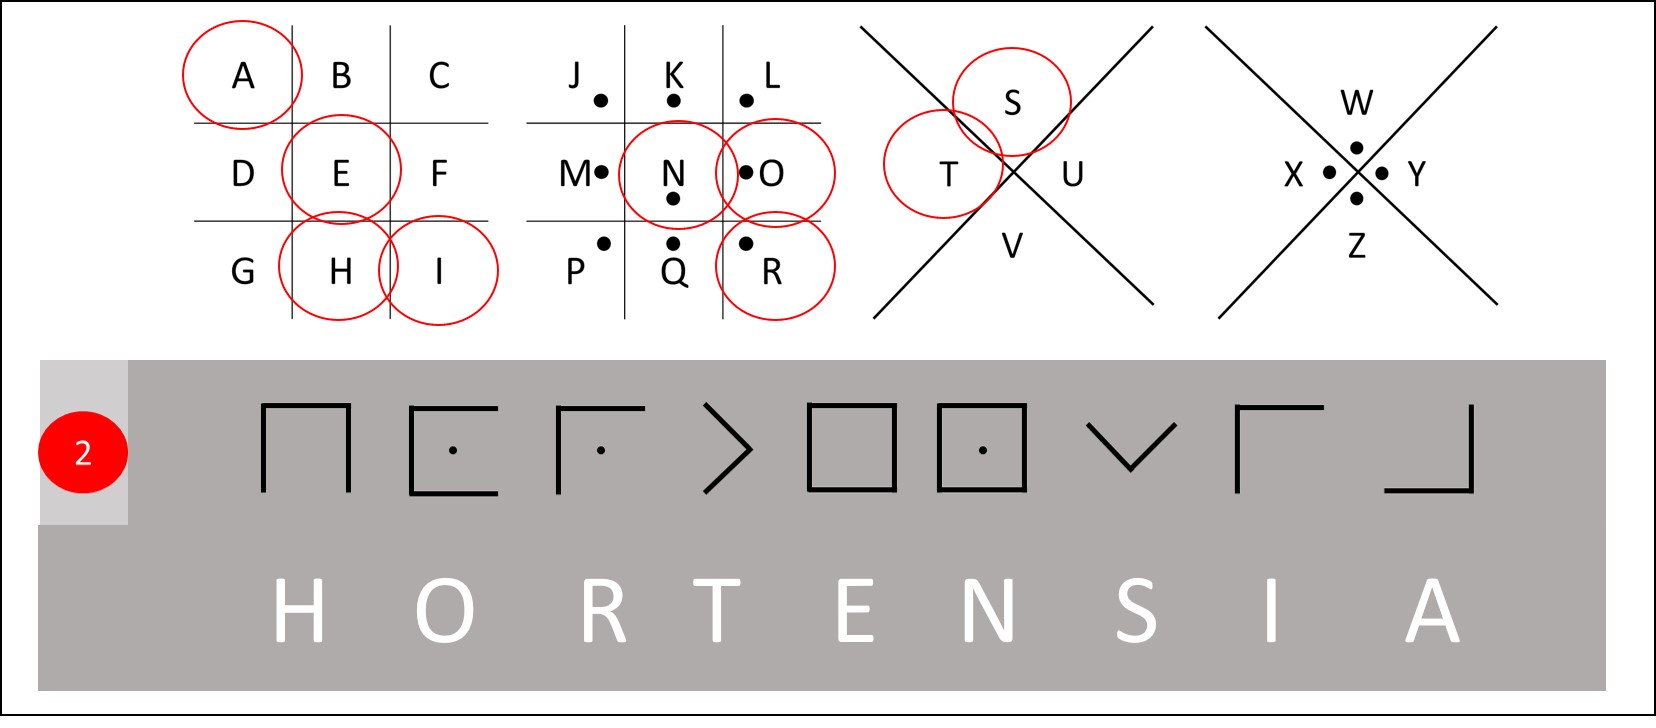 A B C
D E F
G H I
J K L
M N O
P Q R
S
T U
V
W
X Y
Z
2
H O R T E N S I A